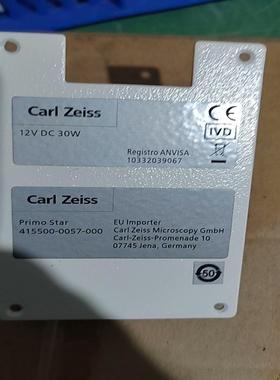 Carl Zeiss
12V DC 30W
CE
IVD
Registro ANVISA
10332039067
Carl Zeiss
Primo Star
415500-0057-000
EU Importer
Carl Zeiss Microscopy GmbH
Carl-Zeiss-Promenade 10
07745 Jena, Germany
50